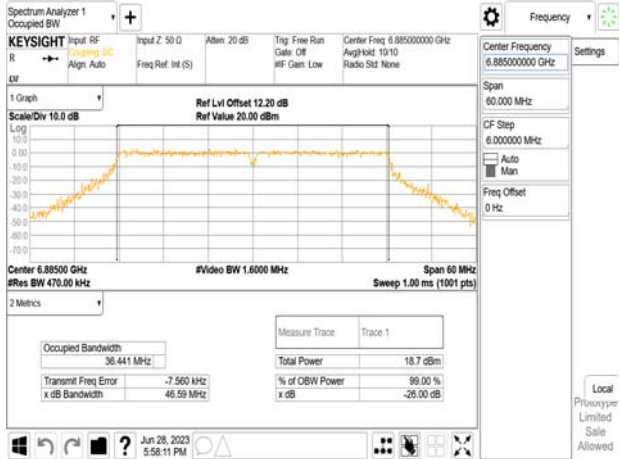 Spectrum Analyzer 1
Occupied BW
Frequency
KEYSIGHT Input: RF Input Z: 50 Ω Atten: 20 dB Trig: Free Run Center Freq: 6.885000000 GHz
R Coupling: DC Gate: Off Avg|Hold: 10/10
Align: Auto Freq Ref: Int (S) #IF Gain: Low Radio Std: None
LV
Center Frequency
6.885000000 GHz
Settings
Span
60.000 MHz
CF Step
6.000000 MHz
Auto
Man
Freq Offset
0 Hz
1 Graph
Scale/Div 10.0 dB
Ref Lvl Offset 12.20 dB
Ref Value 20.00 dBm
Log
10.0
0.00
-10.0
-20.0
-30.0
-40.0
-50.0
-60.0
-70.0
Center 6.88500 GHz #Video BW 1.6000 MHz Span 60 MHz
#Res BW 470.00 kHz Sweep 1.00 ms (1001 pts)
2 Metrics
Measure Trace Trace 1
Occupied Bandwidth
36.441 MHz Total Power 18.7 dBm
Transmit Freq Error -7.560 kHz % of OBW Power 99.00 %
x dB Bandwidth 46.59 MHz x dB -26.00 dB
Local
Prototype
Limited
Sale
Allowed
Jun 28, 2023
5:58:11 PM